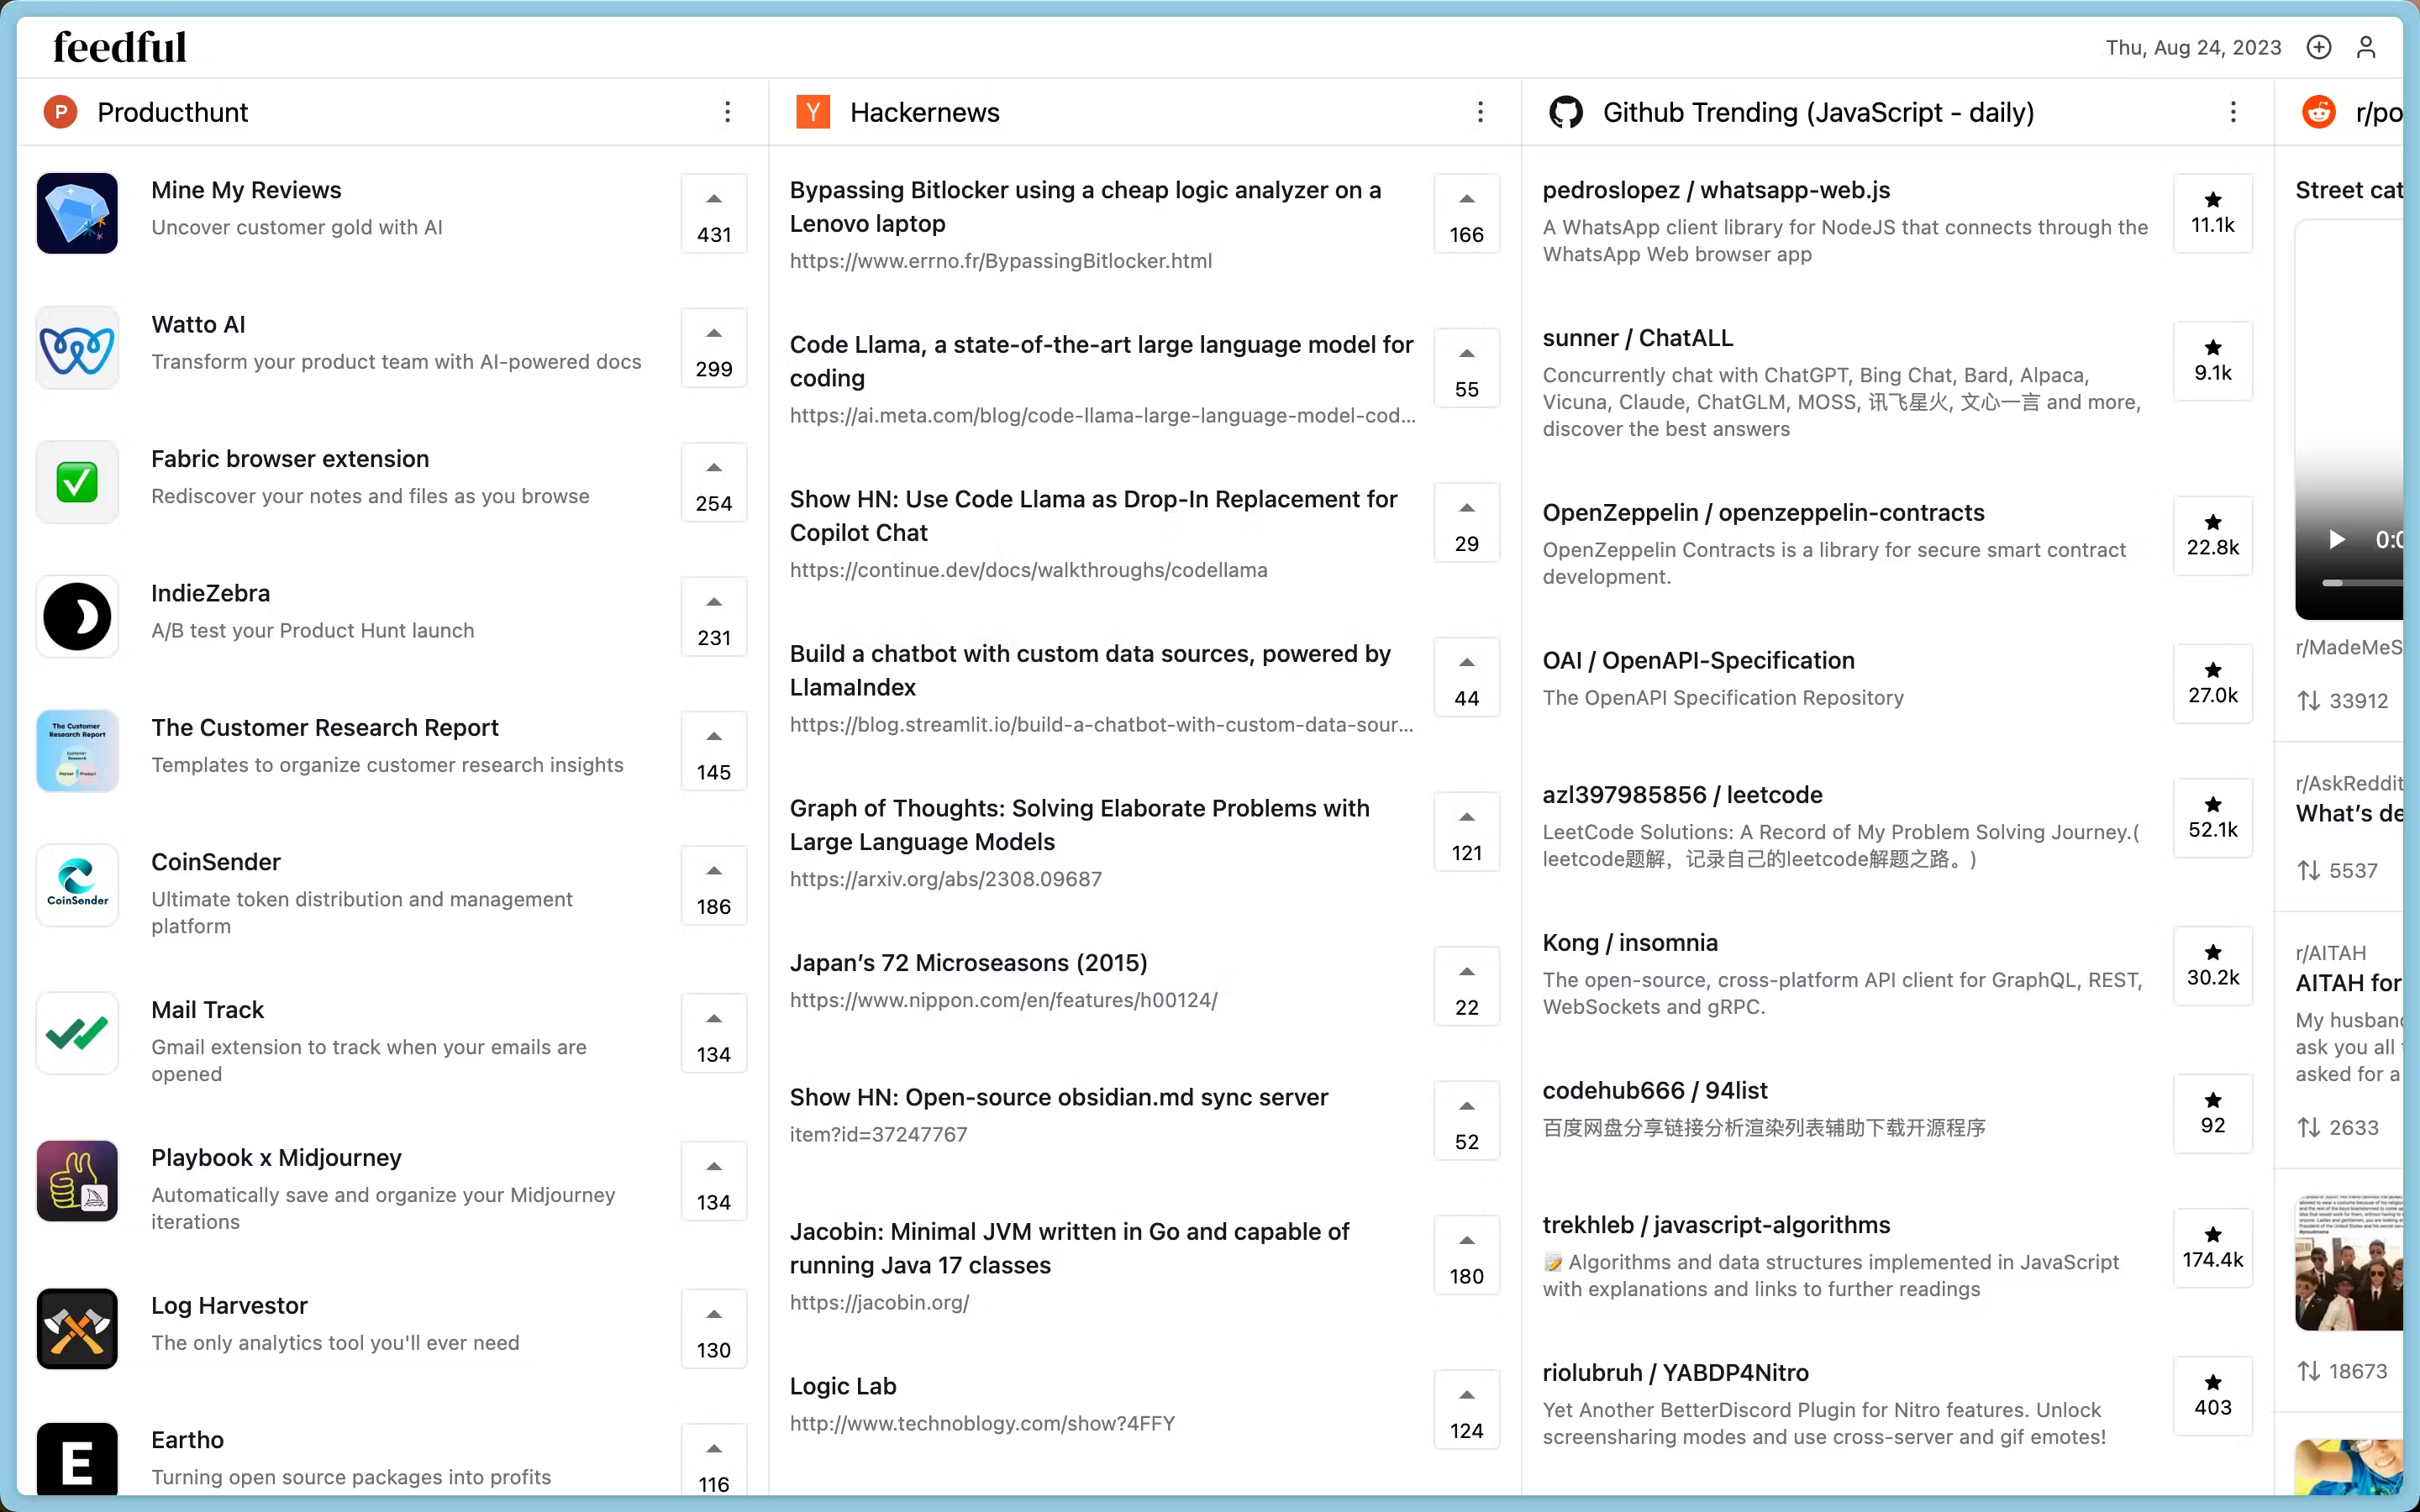 feedful
Thu, Aug 24, 2023
P
Producthunt
Mine My Reviews
Uncover customer gold with AI
431
Watto AI
Transform your product team with AI-powered docs
299
Fabric browser extension
Rediscover your notes and files as you browse
254
IndieZebra
A/B test your Product Hunt launch
231
The Customer
Research Report
The Customer Research Report
Templates to organize customer research insights
145
CoinSender
CoinSender
Ultimate token distribution and management
platform
186
Mail Track
Gmail extension to track when your emails are
opened
134
Playbook x Midjourney
Automatically save and organize your Midjourney
iterations
134
Log Harvestor
The only analytics tool you'll ever need
130
E
Eartho
Turning open source packages into profits
116
Y
Hackernews
Bypassing Bitlocker using a cheap logic analyzer on a
Lenovo laptop
https://www.errno.fr/BypassingBitlocker.html
166
Code Llama, a state-of-the-art large language model for
coding
https://ai.meta.com/blog/code-llama-large-language-model-cod...
55
Show HN: Use Code Llama as Drop-In Replacement for
Copilot Chat
https://continue.dev/docs/walkthroughs/codellama
29
Build a chatbot with custom data sources, powered by
LlamaIndex
https://blog.streamlit.io/build-a-chatbot-with-custom-data-sour...
44
Graph of Thoughts: Solving Elaborate Problems with
Large Language Models
https://arxiv.org/abs/2308.09687
121
Japan’s 72 Microseasons (2015)
https://www.nippon.com/en/features/h00124/
22
Show HN: Open-source obsidian.md sync server
item?id=37247767
52
Jacobin: Minimal JVM written in Go and capable of
running Java 17 classes
https://jacobin.org/
180
Logic Lab
http://www.technoblogy.com/show?4FFY
124
Github Trending (JavaScript - daily)
pedroslopez / whatsapp-web.js
A WhatsApp client library for NodeJS that connects through the
WhatsApp Web browser app
11.1k
sunner / ChatALL
Concurrently chat with ChatGPT, Bing Chat, Bard, Alpaca,
Vicuna, Claude, ChatGLM, MOSS, 讯飞星火, 文心一言 and more,
discover the best answers
9.1k
OpenZeppelin / openzeppelin-contracts
OpenZeppelin Contracts is a library for secure smart contract
development.
22.8k
OAI / OpenAPI-Specification
The OpenAPI Specification Repository
27.0k
azl397985856 / leetcode
LeetCode Solutions: A Record of My Problem Solving Journey.(
leetcode题解，记录自己的leetcode解题之路。)
52.1k
Kong / insomnia
The open-source, cross-platform API client for GraphQL, REST,
WebSockets and gRPC.
30.2k
codehub666 / 94list
百度网盘分享链接分析渲染列表辅助下载开源程序
92
trekhleb / javascript-algorithms
Algorithms and data structures implemented in JavaScript
with explanations and links to further readings
174.4k
riolubruh / YABDP4Nitro
Yet Another BetterDiscord Plugin for Nitro features. Unlock
screensharing modes and use cross-server and gif emotes!
403
r/po
Street cat
0:0
r/MadeMeS
33912
r/AskReddit
What’s de
5537
r/AITAH
AITAH for
My husban
ask you all
asked for a
2633
18673